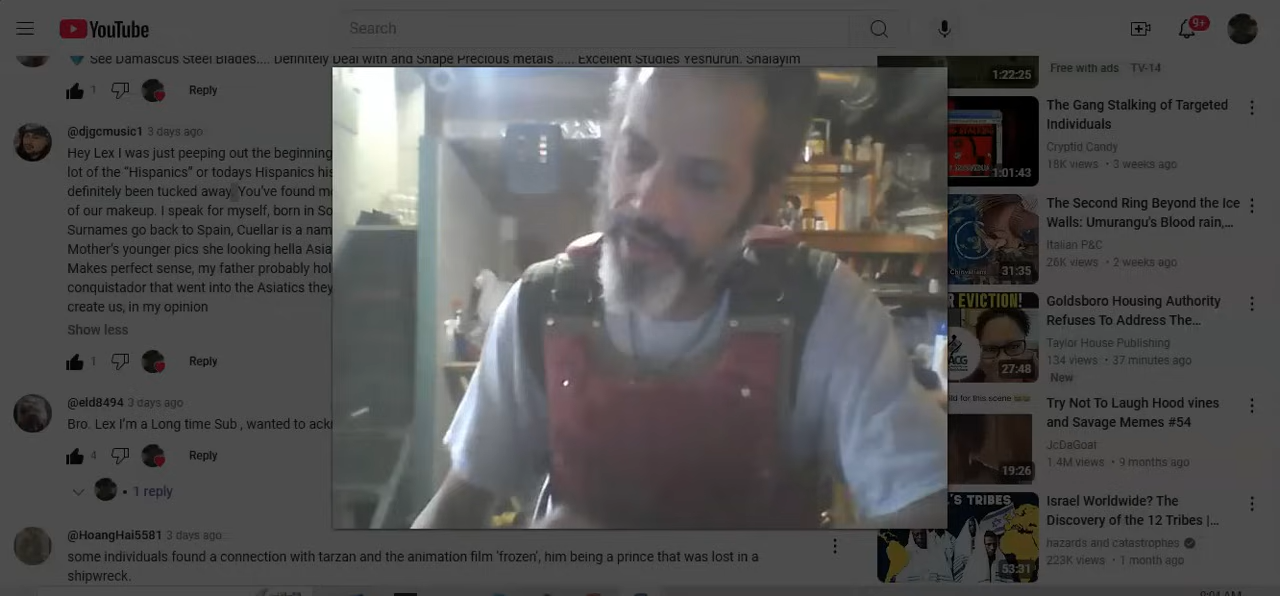 YouTube
Search
9+
See Damascus Steel Blades.... Definitely Deal with and Shape Precious metals ..... Excellent Studies Yeshurun. Shalayim
1
Reply
@djgcmusic1 3 days ago
Hey Lex I was just peeping out the beginning
lot of the “Hispanics” or todays Hispanics his
definitely been tucked away. You've found
of our makeup. I speak for myself, born in So
Surnames go back to Spain, Cuellar is a nam
Mother's younger pics she looking hella Asia
Makes perfect sense, my father probably hol
conquistador that went into the Asiatics they
create us, in my opinion
Show less
1
Reply
@eld8494 3 days ago
Bro. Lex I'm a Long time Sub , wanted to ack
4
Reply
1 reply
@HoangHai5581 3 days ago
some individuals found a connection with tarzan and the animation film 'frozen', him being a prince that was lost in a
shipwreck.
1:22:25
Free with ads TV-14
1:01:43
The Gang Stalking of Targeted
Individuals
Cryptid Candy
18K views • 3 weeks ago
31:35
The Second Ring Beyond the Ice
Walls: Umurangu's Blood rain,...
Italian P&C
26K views • 2 weeks ago
EVICTION!
27:48
Goldsboro Housing Authority
Refuses To Address The...
Taylor House Publishing
134 views • 37 minutes ago
New
for this scene
19:26
Try Not To Laugh Hood vines
and Savage Memes #54
JcDaGoat
1.4M views • 9 months ago
'S TRIBES
53:31
Israel Worldwide? The
Discovery of the 12 Tribes |...
hazards and catastrophes
223K views • 1 month ago